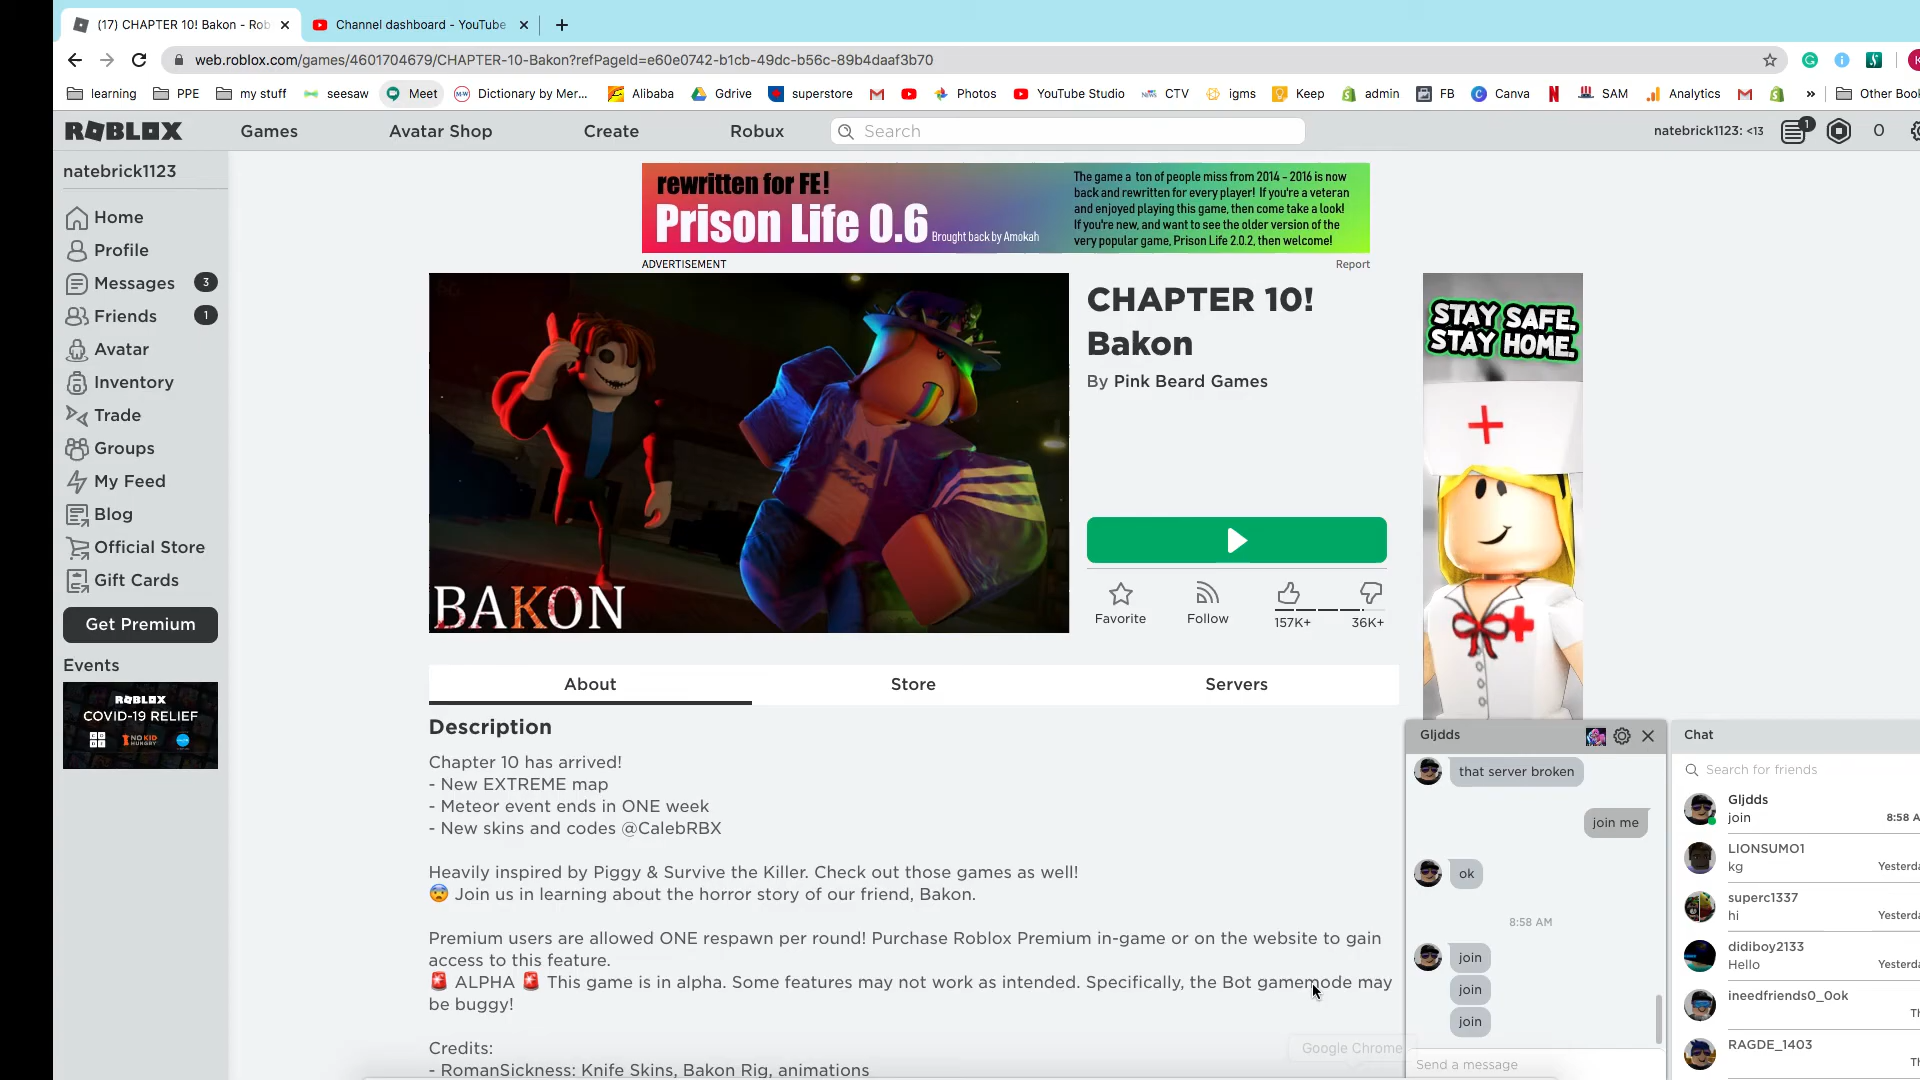 (17) CHAPTER 10! Bakon - Rob
Channel dashboard - YouTube
web.roblox.com/games/4601704679/CHAPTER-10-Bakon?refPageId=e60e0742-b1cb-49dc-b56c-89b4daaf3b70
learning
PPE
my stuff
seesaw
Meet
Dictionary by Mer...
Alibaba
Gdrive
superstore
Photos
YouTube Studio
CTV
igms
Keep
admin
FB
Canva
SAM
Analytics
»
Other Book
ROBLOX
Games
Avatar Shop
Create
Robux
Search
natebrick1123: <13
1
0
natebrick1123
Home
Profile
Messages
3
Friends
1
Avatar
Inventory
Trade
Groups
My Feed
Blog
Official Store
Gift Cards
Get Premium
Events
ROBLOX
COVID-19 RELIEF
NO KID
HUNGRY
rewritten for FE!
Prison Life 0.6
Brought back by Amokah
The game a ton of people miss from 2014 - 2016 is now
back and rewritten for every player! If you're a veteran
and enjoyed playing this game, then come take a look!
If you're new, and want to see the older version of the
very popular game, Prison Life 2.0.2, then welcome!
ADVERTISEMENT
Report
BAKON
CHAPTER 10!
Bakon
By Pink Beard Games
Favorite
Follow
157K+
36K+
STAY SAFE.
STAY HOME.
About
Store
Servers
Description
Chapter 10 has arrived!
- New EXTREME map
- Meteor event ends in ONE week
- New skins and codes @CalebRBX
Heavily inspired by Piggy & Survive the Killer. Check out those games as well!
😨 Join us in learning about the horror story of our friend, Bakon.
Premium users are allowed ONE respawn per round! Purchase Roblox Premium in-game or on the website to gain
access to this feature.
🚨 ALPHA 🚨 This game is in alpha. Some features may not work as intended. Specifically, the Bot gamemode may
be buggy!
Credits:
- RomanSickness: Knife Skins, Bakon Rig, animations
Google Chrome
Gljdds
that server broken
join me
ok
8:58 AM
join
join
join
Send a message
Chat
Search for friends
Gljdds
join
8:58 A
LIONSUMO1
kg
Yesterda
superc1337
hi
Yesterda
didiboy2133
Hello
Yesterda
ineedfriends0_0ok
Th
RAGDE_1403
Th